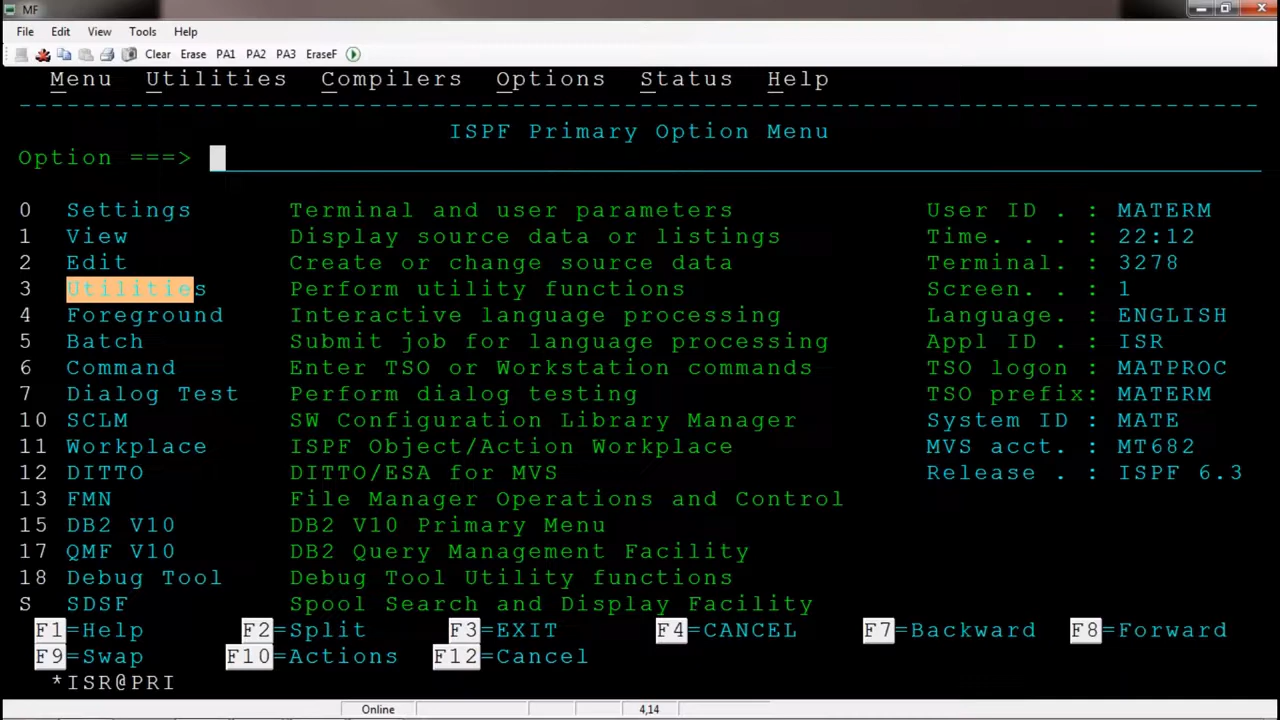 MF
File Edit View Tools Help
Clear Erase PA1 PA2 PA3 EraseF
Menu Utilities Compilers Options Status Help
ISPF Primary Option Menu
Option ===>
0 Settings Terminal and user parameters User ID . : MATERM
1 View Display source data or listings Time. . . : 22:12
2 Edit Create or change source data Terminal. : 3278
3 Utilities Perform utility functions Screen. . : 1
4 Foreground Interactive language processing Language. : ENGLISH
5 Batch Submit job for language processing Appl ID . : ISR
6 Command Enter TSO or Workstation commands TSO logon : MATPROC
7 Dialog Test Perform dialog testing TSO prefix: MATERM
10 SCLM SW Configuration Library Manager System ID : MATE
11 Workplace ISPF Object/Action Workplace MVS acct. : MT682
12 DITTO DITTO/ESA for MVS Release . : ISPF 6.3
13 FMN File Manager Operations and Control
15 DB2 V10 DB2 V10 Primary Menu
17 QMF V10 DB2 Query Management Facility
18 Debug Tool Debug Tool Utility functions
S SDSF Spool Search and Display Facility
F1=Help F2=Split F3=EXIT F4=CANCEL F7=Backward F8=Forward
F9=Swap F10=Actions F12=Cancel
*ISR@PRI
Online 4,14